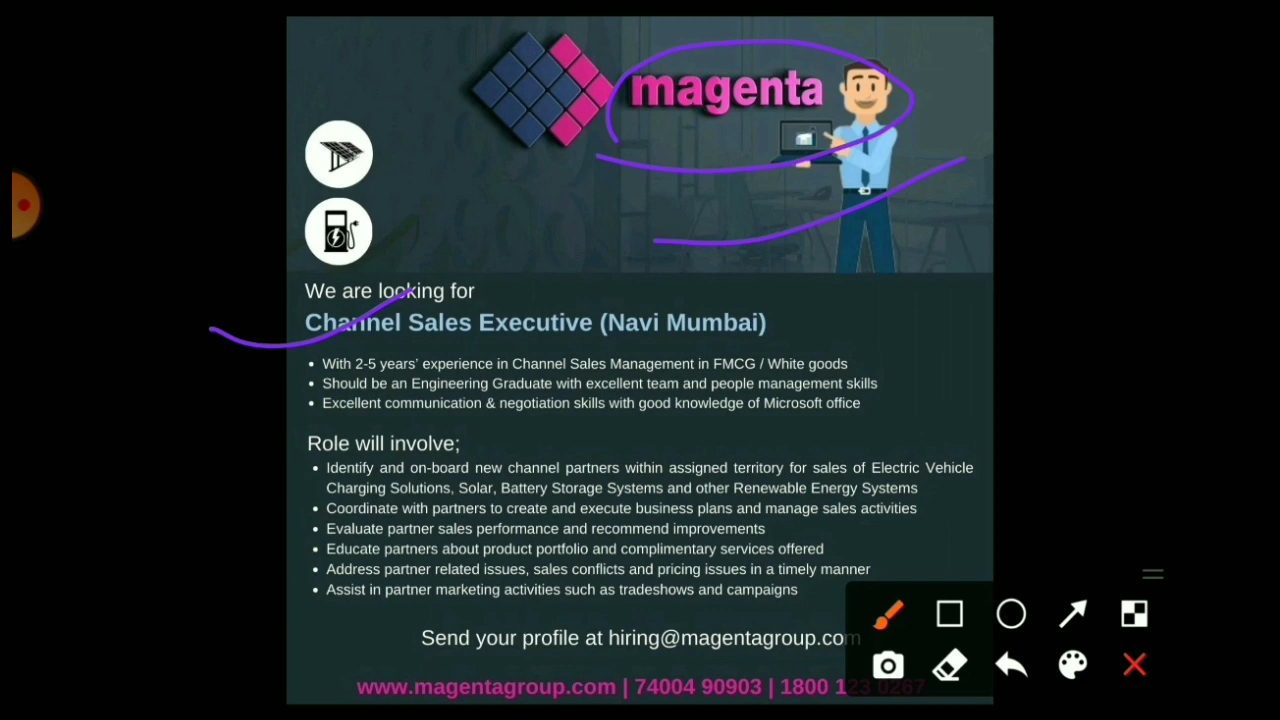 magenta
We are looking for
Channel Sales Executive (Navi Mumbai)
• With 2-5 years' experience in Channel Sales Management in FMCG / White goods
• Should be an Engineering Graduate with excellent team and people management skills
• Excellent communication & negotiation skills with good knowledge of Microsoft office
Role will involve;
• Identify and on-board new channel partners within assigned territory for sales of Electric Vehicle
Charging Solutions, Solar, Battery Storage Systems and other Renewable Energy Systems
• Coordinate with partners to create and execute business plans and manage sales activities
• Evaluate partner sales performance and recommend improvements
• Educate partners about product portfolio and complimentary services offered
• Address partner related issues, sales conflicts and pricing issues in a timely manner
• Assist in partner marketing activities such as tradeshows and campaigns
Send your profile at hiring@magentagroup.com
www.magentagroup.com | 74004 90903 | 1800 123 0267